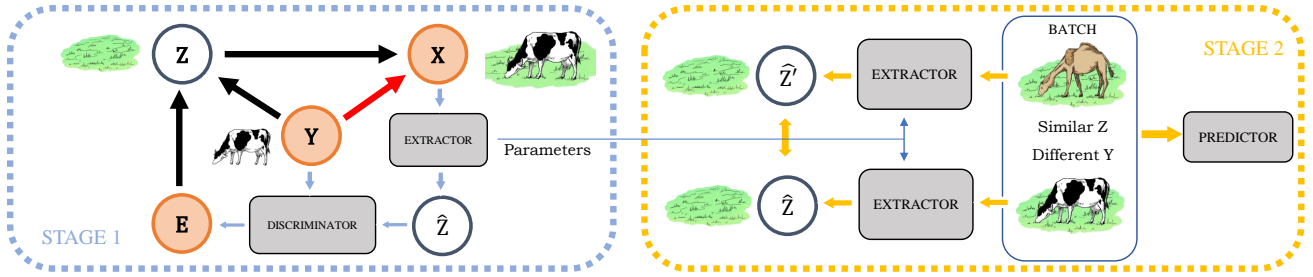 Z
X
Y
EXTRACTOR
Parameters
E
DISCRIMINATOR
Ẑ
STAGE 1
BATCH
STAGE 2
Ẑ′
EXTRACTOR
Similar Z
Different Y
PREDICTOR
Ẑ
EXTRACTOR